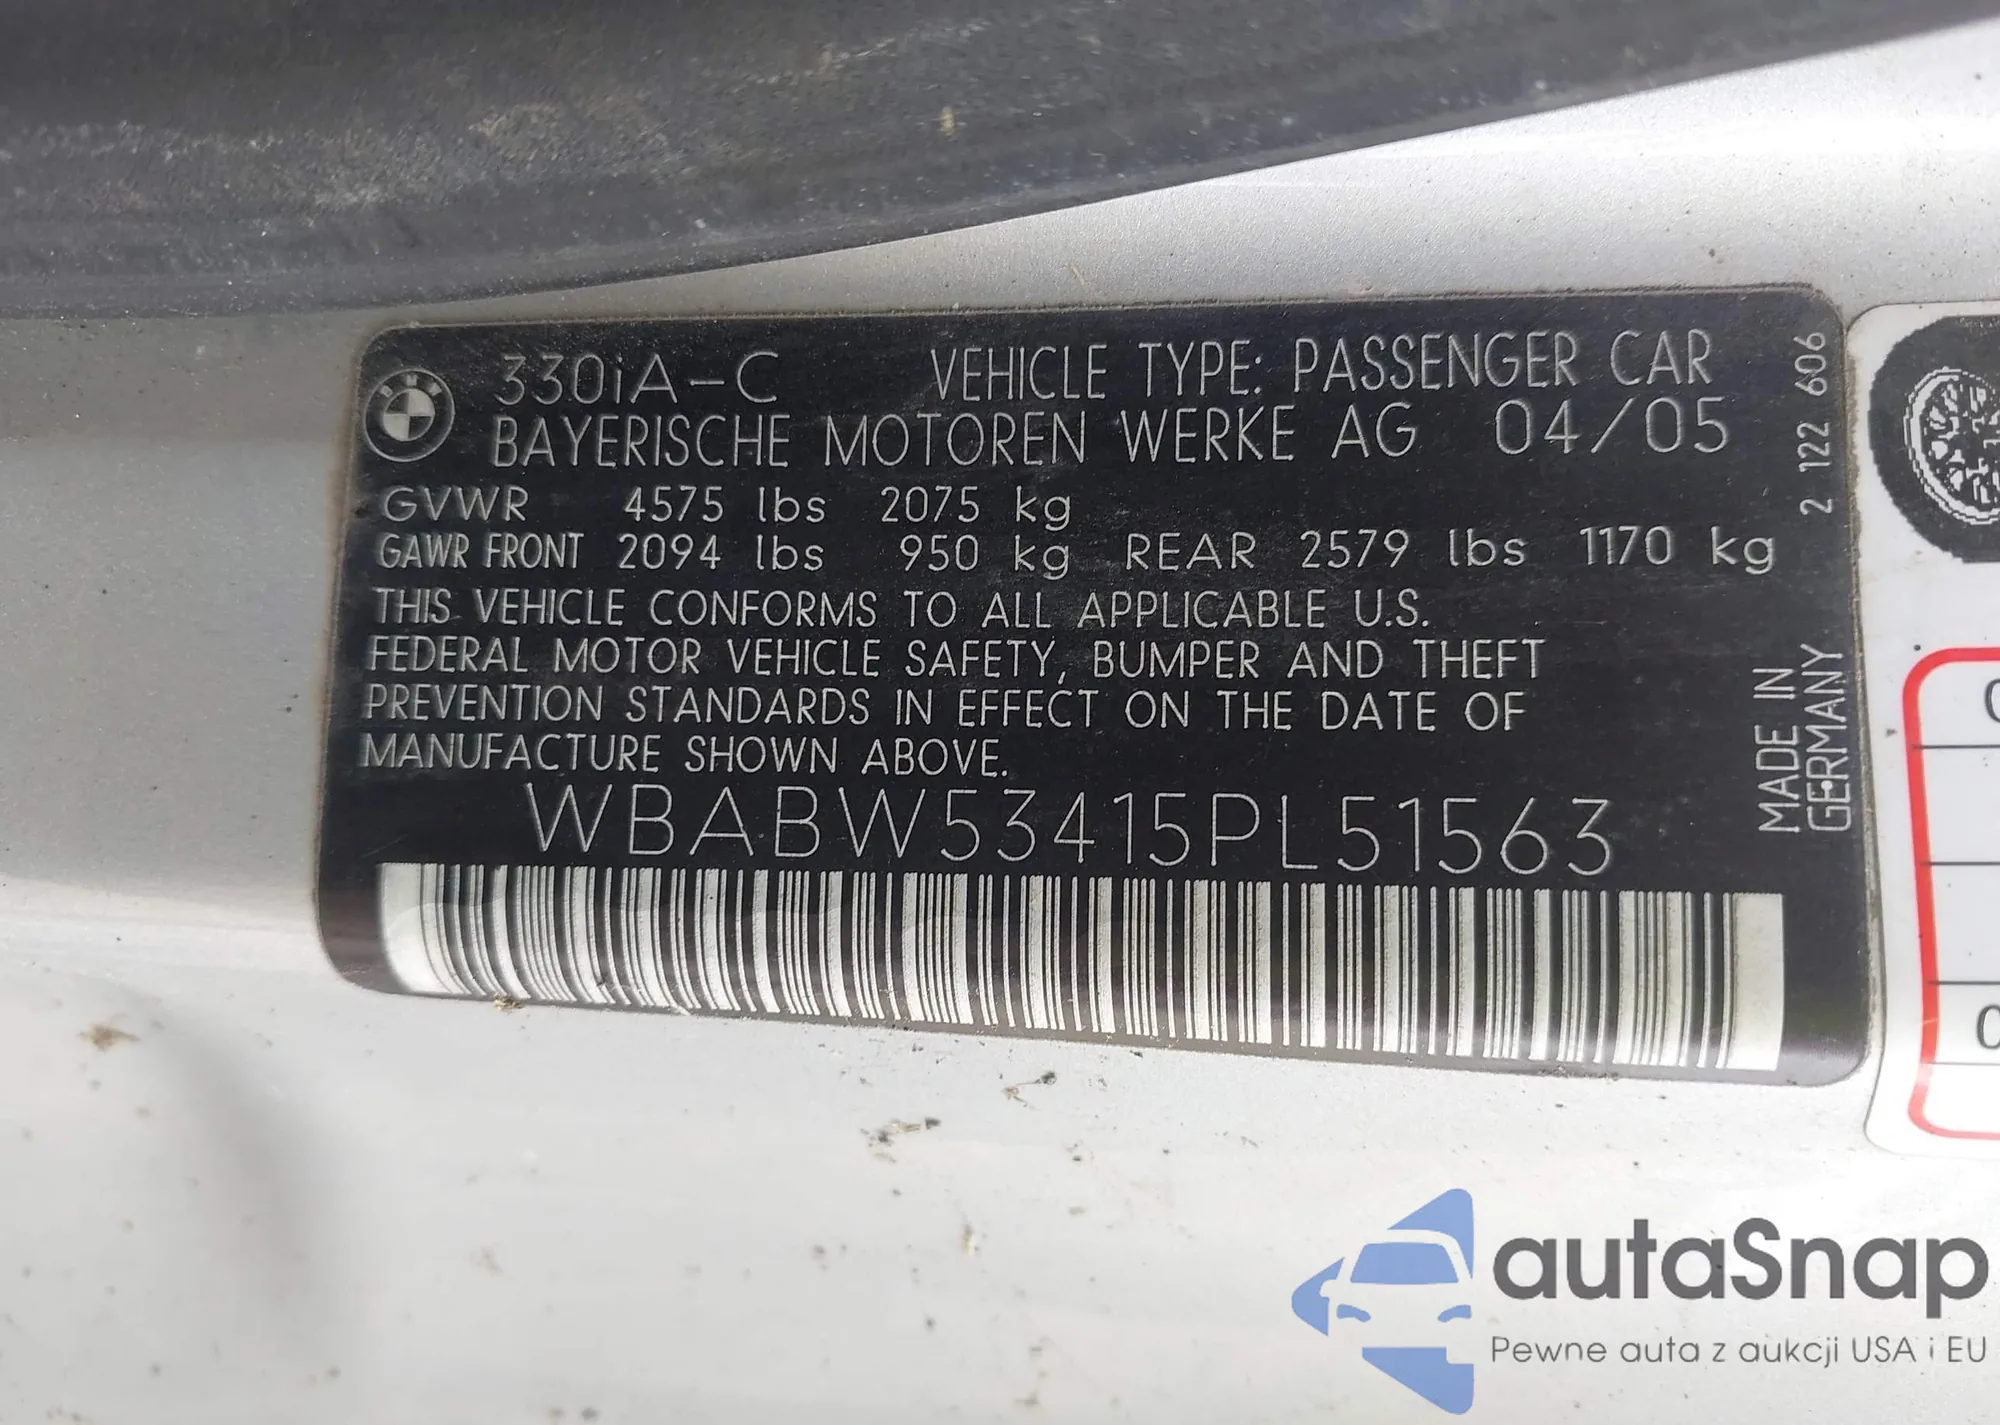 330iA-C VEHICLE TYPE: PASSENGER CAR
BAYERISCHE MOTOREN WERKE AG 04/05
GVWR 4575 lbs 2075 kg
GAWR FRONT 2094 lbs 950 kg REAR 2579 lbs 1170 kg
THIS VEHICLE CONFORMS TO ALL APPLICABLE U.S.
FEDERAL MOTOR VEHICLE SAFETY, BUMPER AND THEFT
PREVENTION STANDARDS IN EFFECT ON THE DATE OF
MANUFACTURE SHOWN ABOVE.
WBABW53415PL51563
2 122 606
MADE IN
GERMANY
autaSnap
Pewne auta z aukcji USA i EU